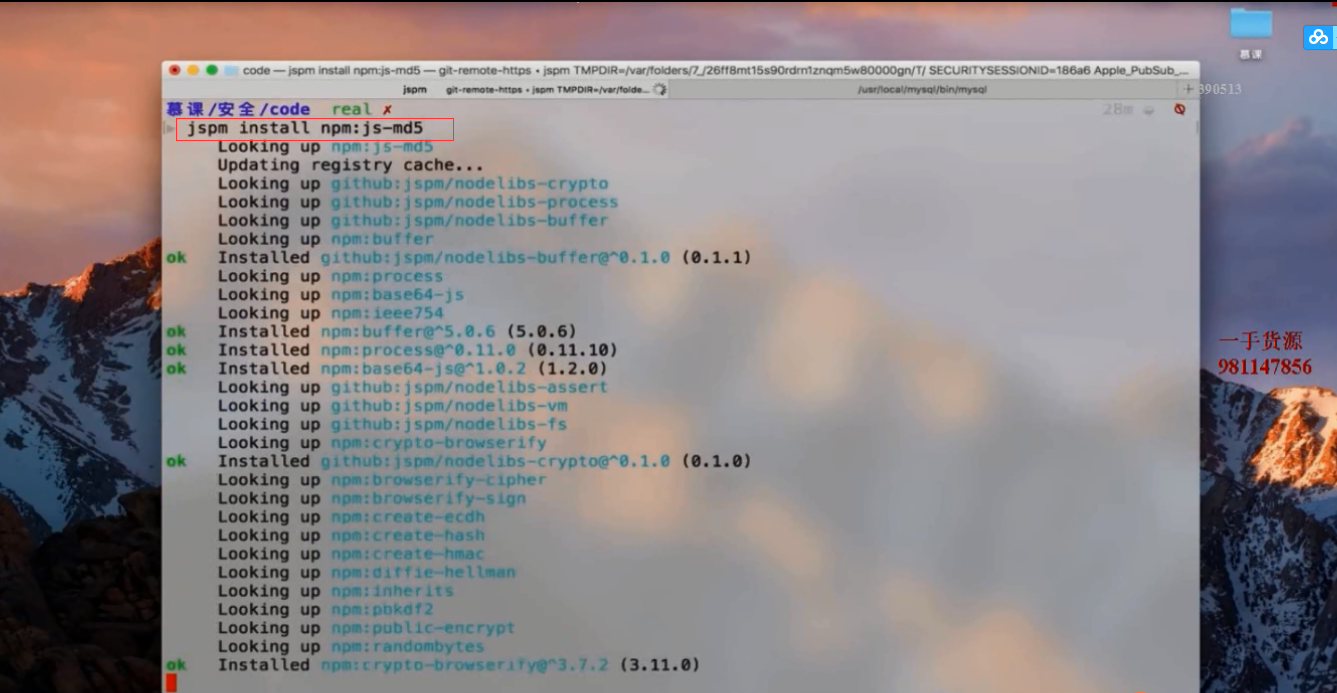 慕课
code — jspm install npm:js-md5 — git-remote-https • jspm TMPDIR=/var/folders/7_/26ff8mt15s90rdrn1znqm5w80000gn/T/ SECURITYSESSIONID=186a6 Apple_PubSub_...
jspm git-remote-https • jspm TMPDIR=/var/folde... /usr/local/mysql/bin/mysql +
390513
慕课/安全/code real ✗ 28m
jspm install npm:js-md5
Looking up npm:js-md5
Updating registry cache...
Looking up github:jspm/nodelibs-crypto
Looking up github:jspm/nodelibs-process
Looking up github:jspm/nodelibs-buffer
Looking up npm:buffer
ok Installed github:jspm/nodelibs-buffer@^0.1.0 (0.1.1)
Looking up npm:process
Looking up npm:base64-js
Looking up npm:ieee754
ok Installed npm:buffer@^5.0.6 (5.0.6)
ok Installed npm:process@^0.11.0 (0.11.10)
ok Installed npm:base64-js@^1.0.2 (1.2.0)
Looking up github:jspm/nodelibs-assert
Looking up github:jspm/nodelibs-vm
Looking up github:jspm/nodelibs-fs
Looking up npm:crypto-browserify
ok Installed github:jspm/nodelibs-crypto@^0.1.0 (0.1.0)
Looking up npm:browserify-cipher
Looking up npm:browserify-sign
Looking up npm:create-ecdh
Looking up npm:create-hash
Looking up npm:create-hmac
Looking up npm:diffie-hellman
Looking up npm:inherits
Looking up npm:pbkdf2
Looking up npm:public-encrypt
Looking up npm:randombytes
ok Installed npm:crypto-browserify@^3.7.2 (3.11.0)
一手货源
981147856